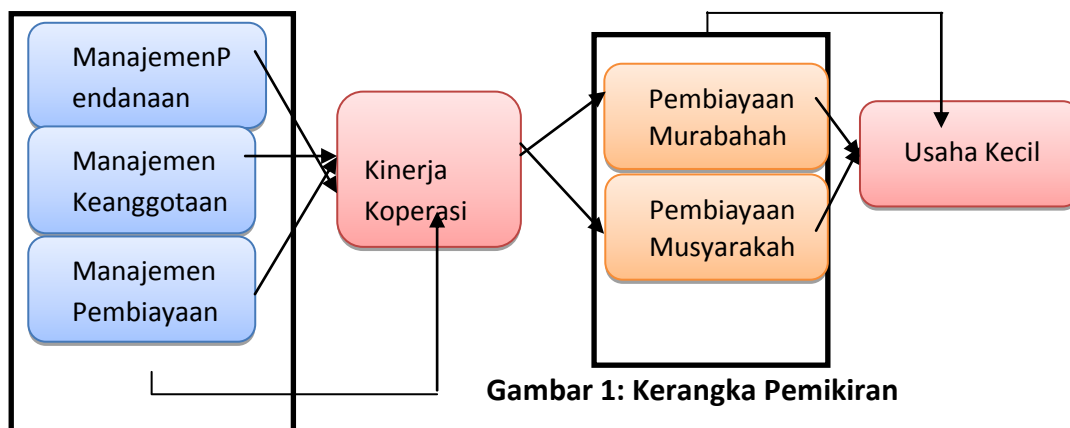 ManajemenP
endanaan
Manajemen
Keanggotaan
Manajemen
Pembiayaan
Kinerja
Koperasi
Pembiayaan
Murabahah
Pembiayaan
Musyarakah
Usaha Kecil
Gambar 1: Kerangka Pemikiran